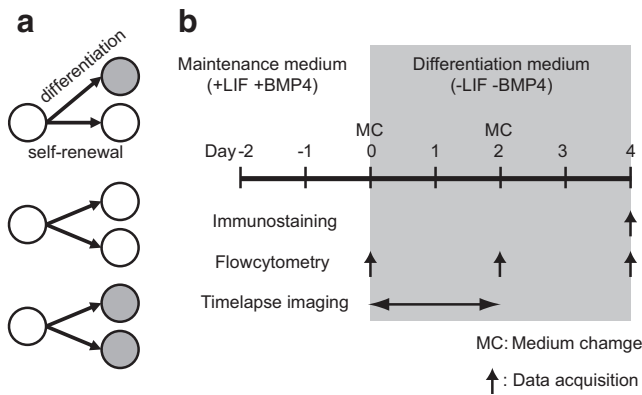 a
differentiation
self-renewal
b
Maintenance medium
(+LIF +BMP4)
Differentiation medium
(-LIF -BMP4)
MC MC
Day -2 -1 0 1 2 3 4
Immunostaining
Flowcytometry
Timelapse imaging
MC: Medium chamge
: Data acquisition